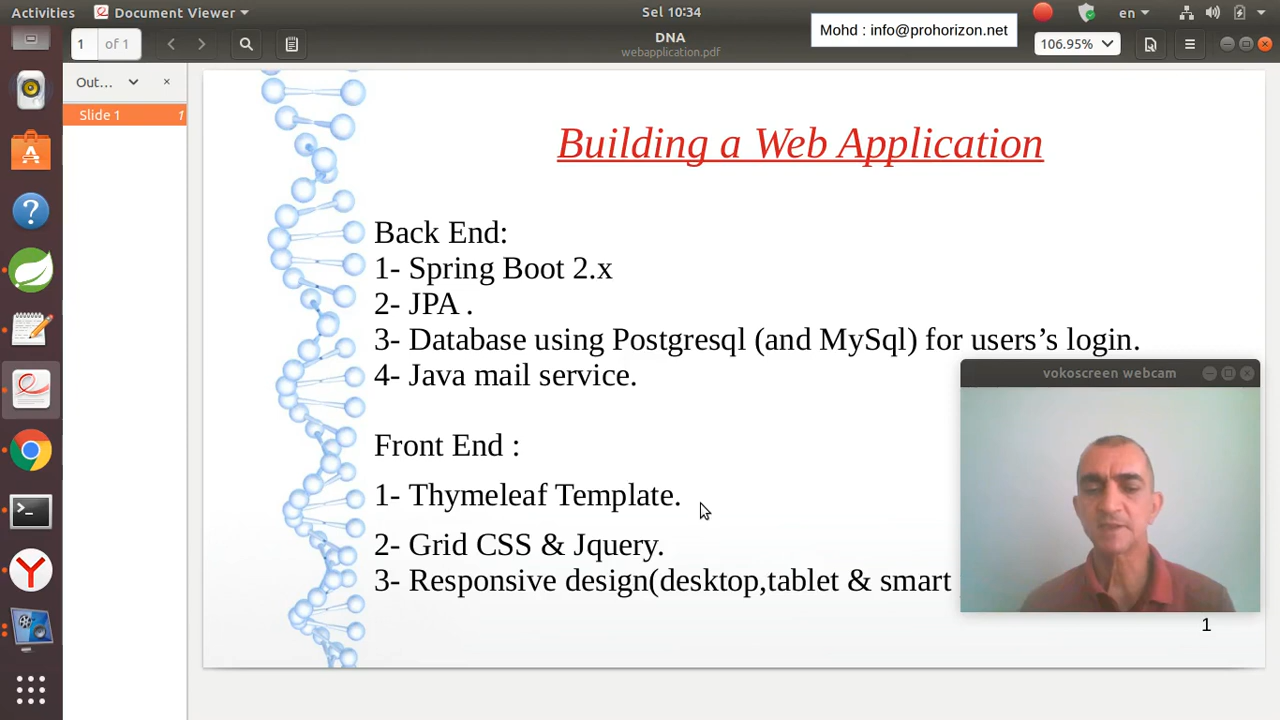 Activities
Document Viewer
Sel 10:34
Mohd : info@prohorizon.net
en
1 of 1
DNA
webapplication.pdf
106.95%
Out...
Slide 1 1
Building a Web Application
Back End:
1- Spring Boot 2.x
2- JPA .
3- Database using Postgresql (and MySql) for users’s login.
4- Java mail service.
vokoscreen webcam
Front End :
1- Thymeleaf Template.
2- Grid CSS & Jquery.
3- Responsive design(desktop,tablet & smart
1